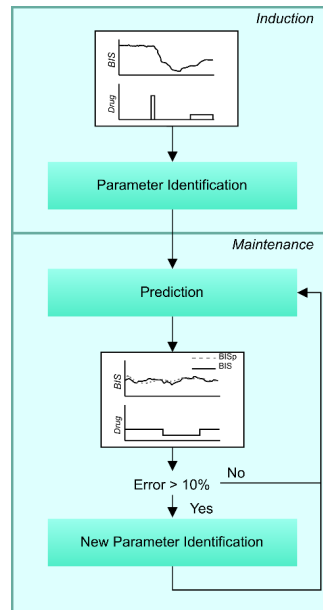 Induction
BIS
Drug
Parameter Identification
Maintenance
Prediction
BISp
BIS
BIS
Drug
Error > 10%
No
Yes
New Parameter Identification